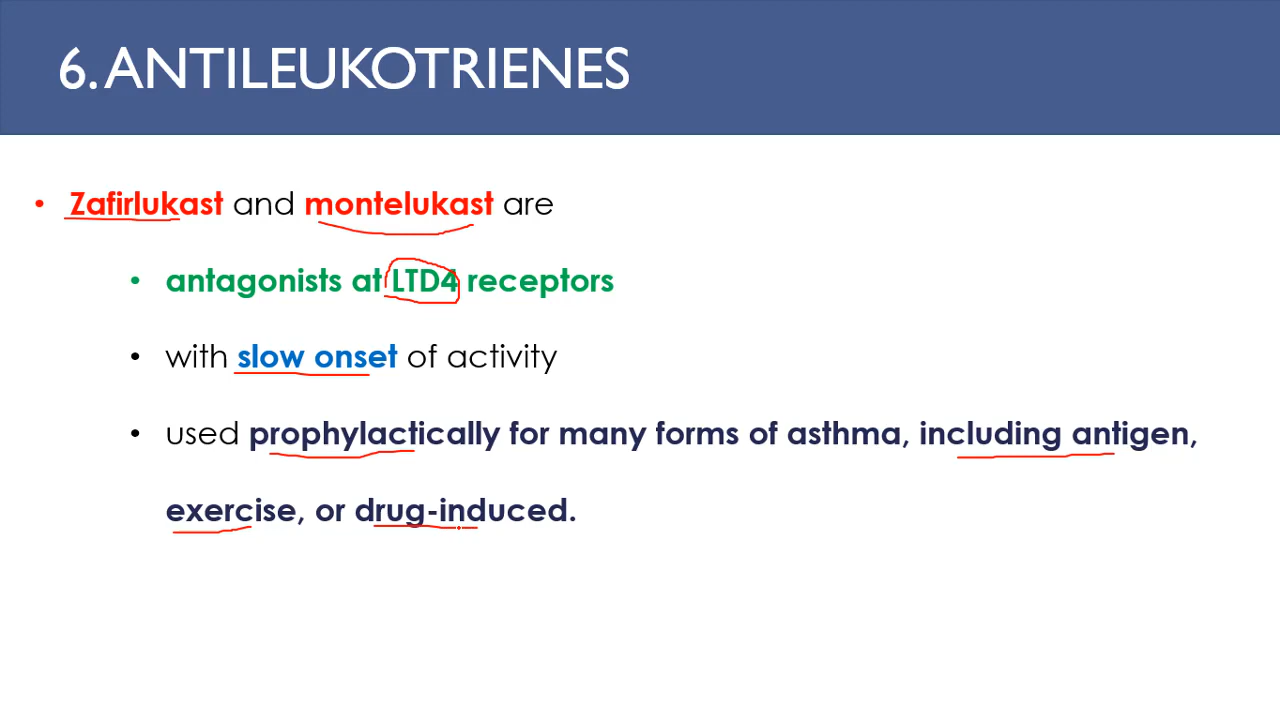 6. ANTILEUKOTRIENES
• Zafirlukast and montelukast are
• antagonists at LTD4 receptors
• with slow onset of activity
• used prophylactically for many forms of asthma, including antigen,
exercise, or drug-induced.